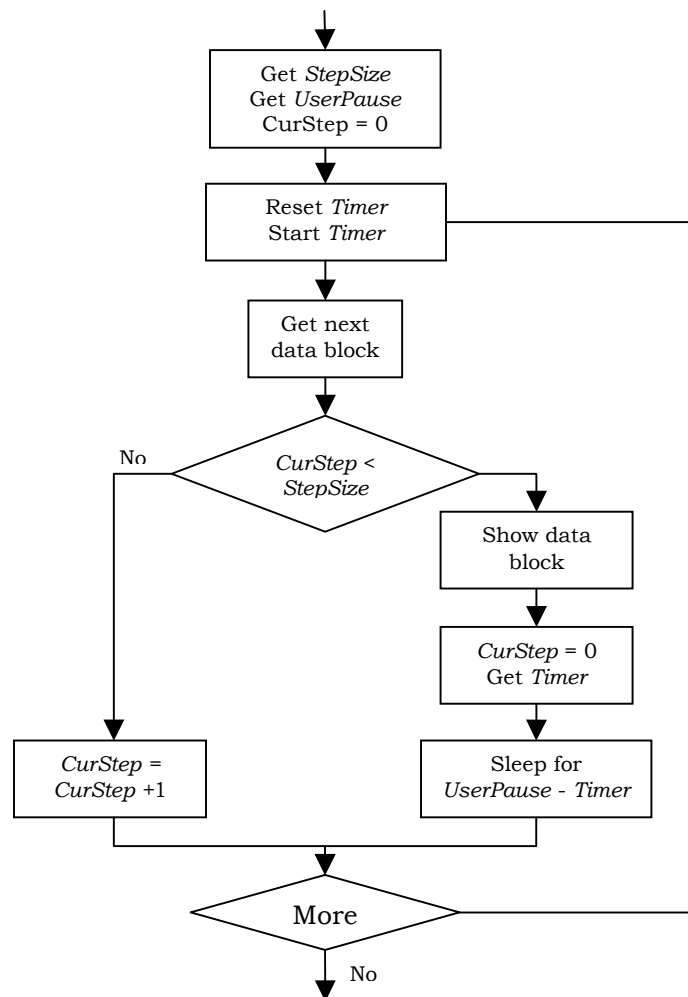 Get StepSize
Get UserPause
CurStep = 0
Reset Timer
Start Timer
Get next
data block
No
CurStep <
StepSize
Show data
block
CurStep = 0
Get Timer
CurStep =
CurStep +1
Sleep for
UserPause - Timer
More
No